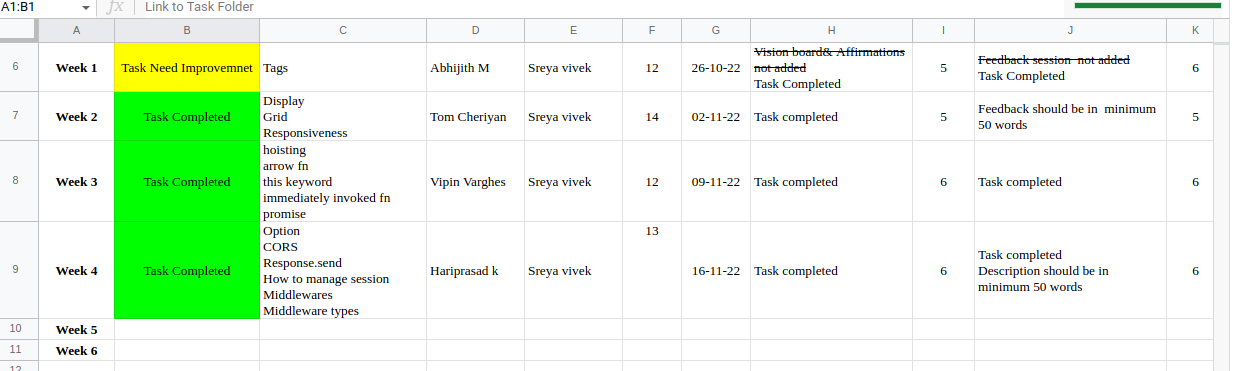 A1:B1 fx Link to Task Folder
A B C D E F G H I J K
6 Week 1 Task Need Improvemnet Tags Abhijith M Sreya vivek 12 26-10-22 Vision board& Affirmations not added Task Completed 5 Feedback session not added Task Completed 6
7 Week 2 Task Completed Display Grid Responsiveness Tom Cheriyan Sreya vivek 14 02-11-22 Task completed 5 Feedback should be in minimum 50 words 5
8 Week 3 Task Completed hoisting arrow fn this keyword immediately invoked fn promise Vipin Varghes Sreya vivek 12 09-11-22 Task completed 6 Task completed 6
9 Week 4 Task Completed Option CORS Response.send How to manage session Middlewares Middleware types Hariprasad k Sreya vivek 13 16-11-22 Task completed 6 Task completed Description should be in minimum 50 words 6
10 Week 5
11 Week 6
12